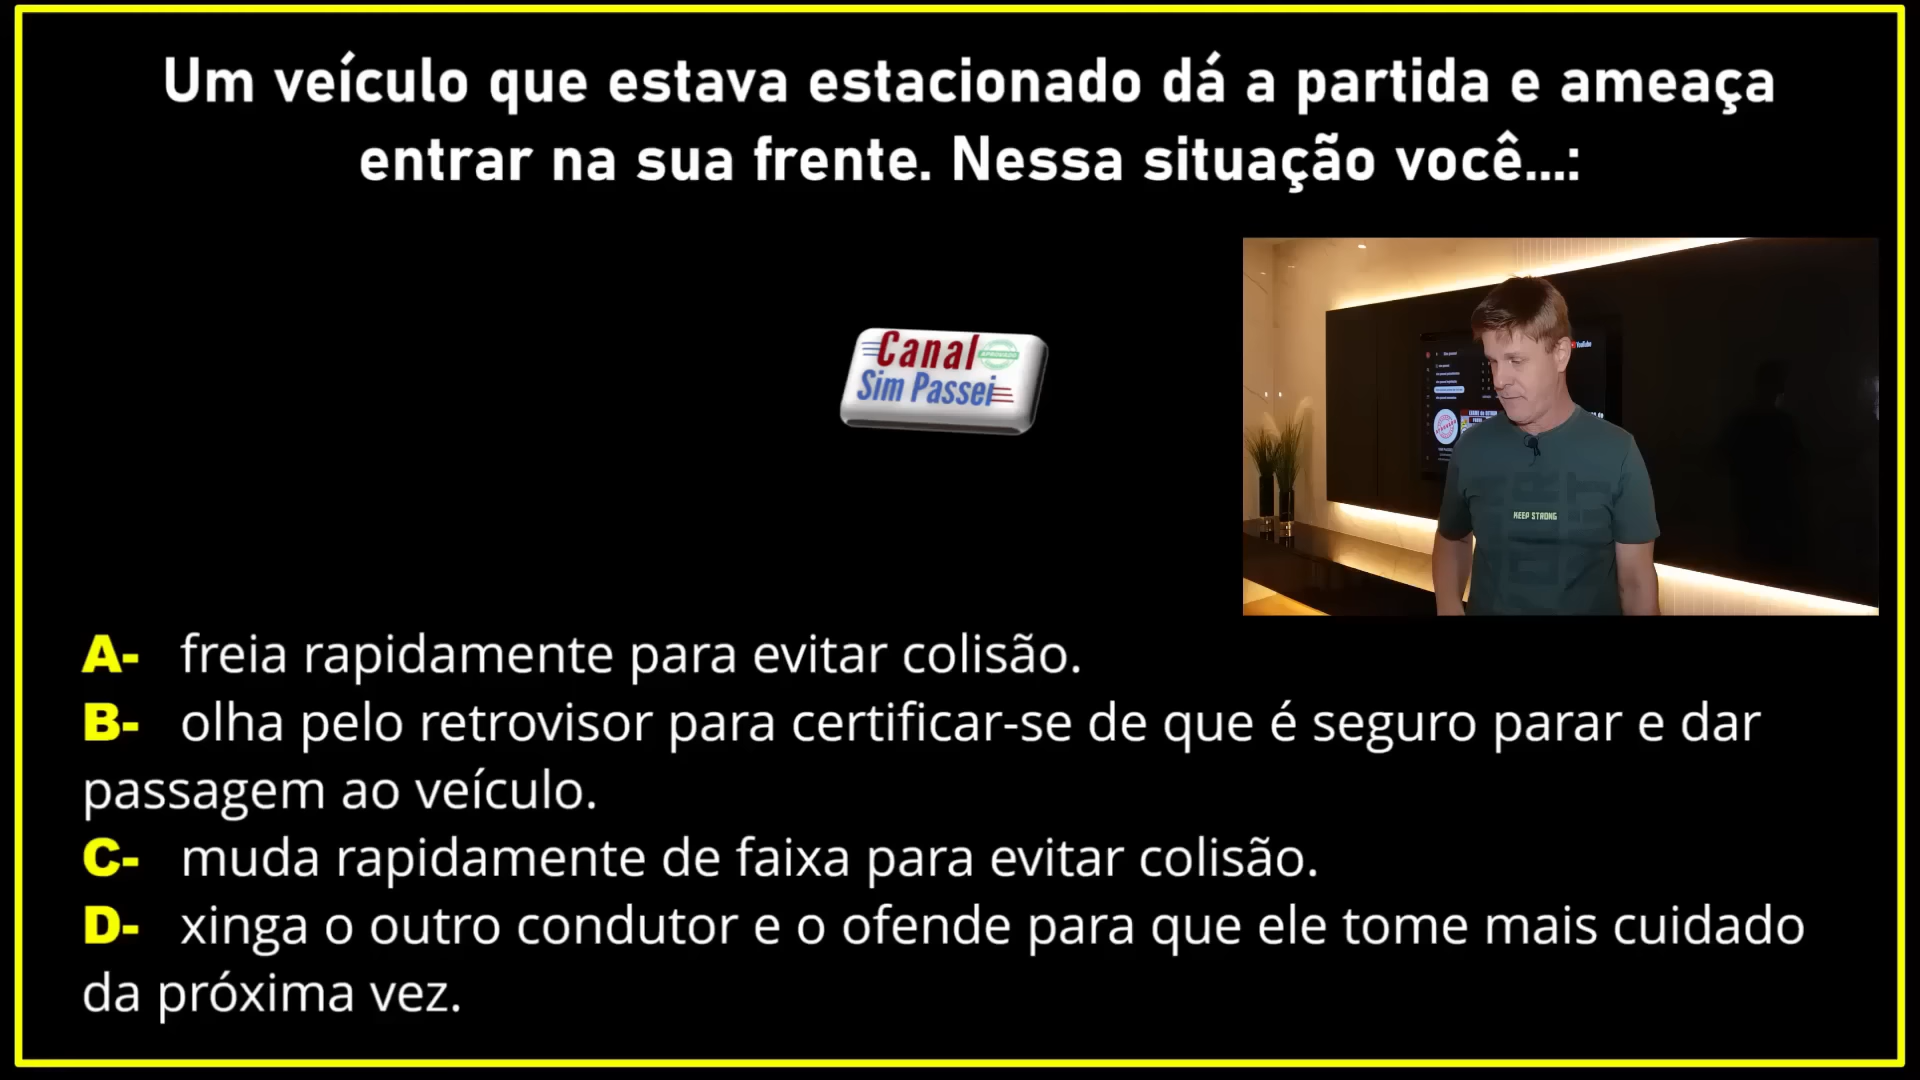 Um veículo que estava estacionado dá a partida e ameaça
entrar na sua frente. Nessa situação você...:
Canal
APROVADO
Sim Passei
YouTube
KEEP STRONG
A- freia rapidamente para evitar colisão.
B- olha pelo retrovisor para certificar-se de que é seguro parar e dar
passagem ao veículo.
C- muda rapidamente de faixa para evitar colisão.
D- xinga o outro condutor e o ofende para que ele tome mais cuidado
da próxima vez.